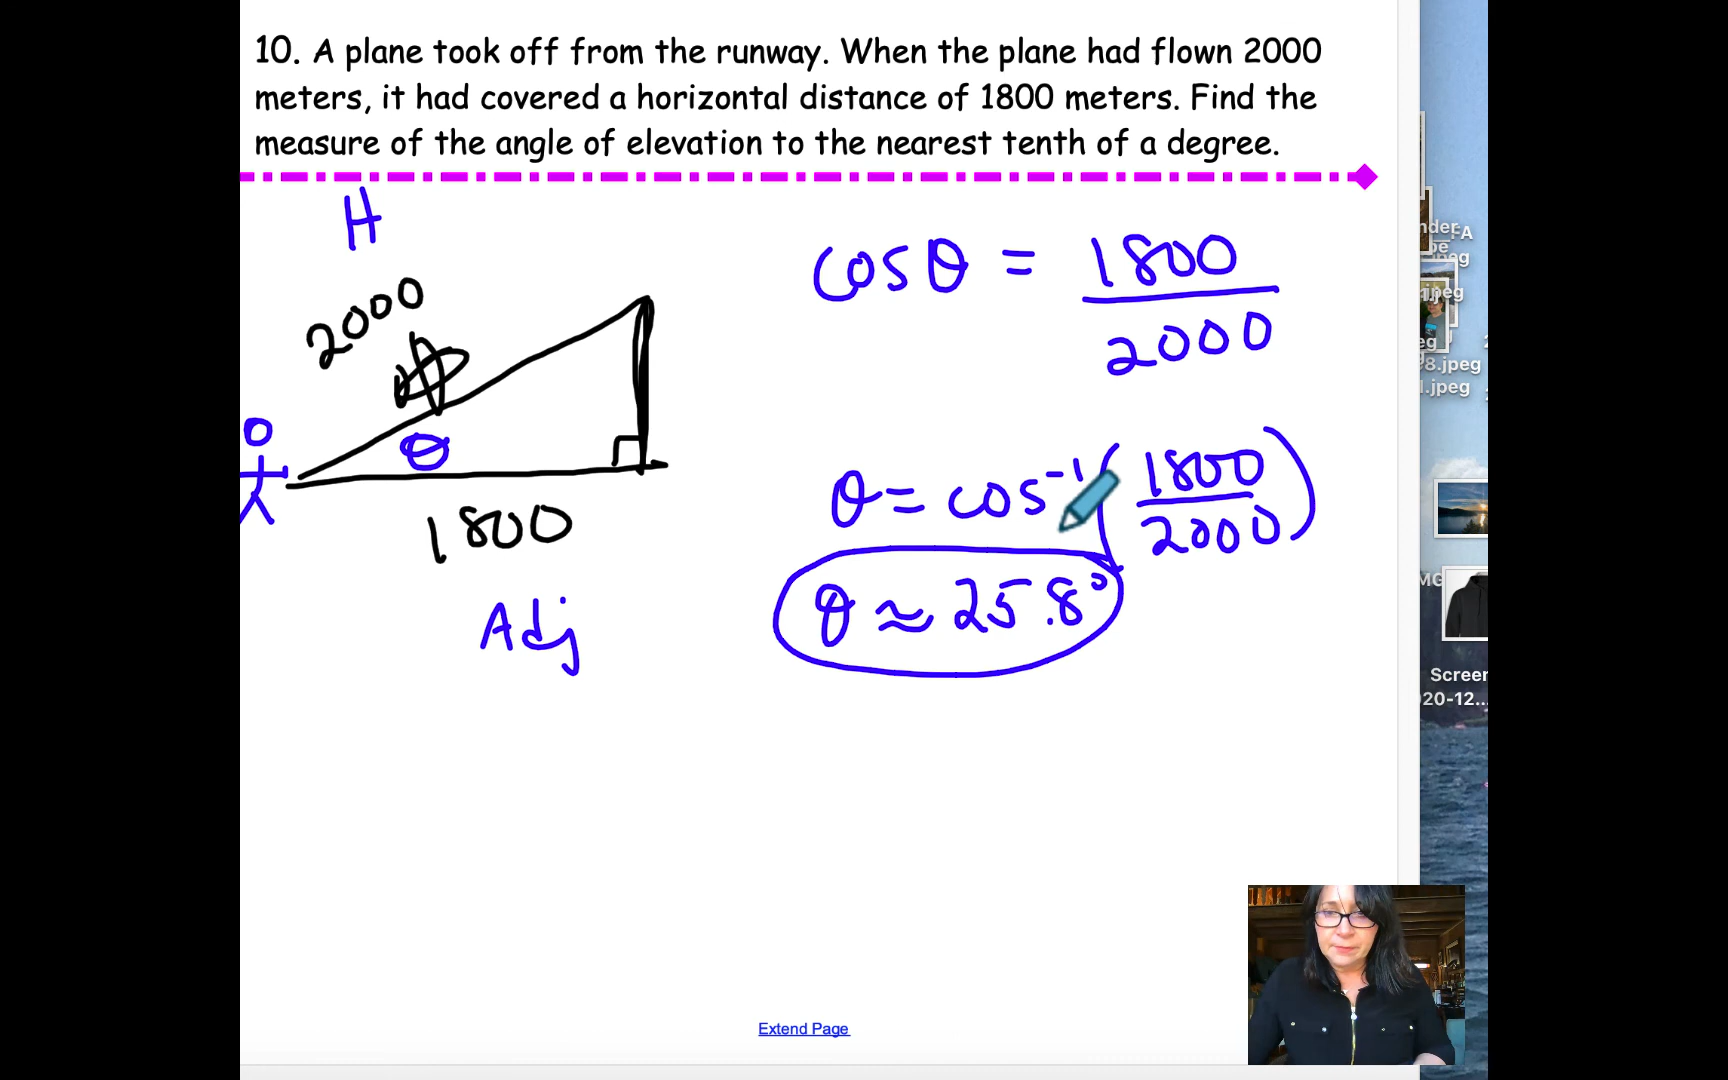 10. A plane took off from the runway. When the plane had flown 2000
meters, it had covered a horizontal distance of 1800 meters. Find the
measure of the angle of elevation to the nearest tenth of a degree.
H
2000
θ
1800
Adj
cosθ = 1800
2000
θ = cos⁻¹(1800
2000)
θ ≈ 25.8°
Extend Page
jpeg
8.jpeg
.jpeg
Screen
20-12...